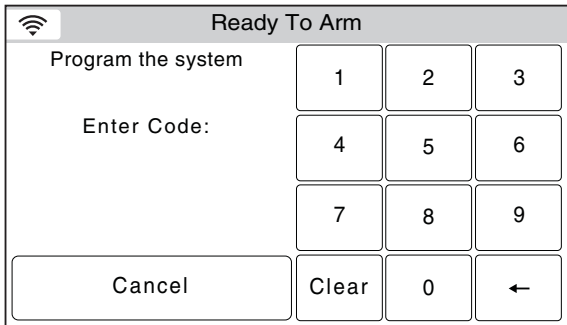 Ready To Arm
Program the system
Enter Code:
1 2 3
4 5 6
7 8 9
Cancel Clear 0 ←